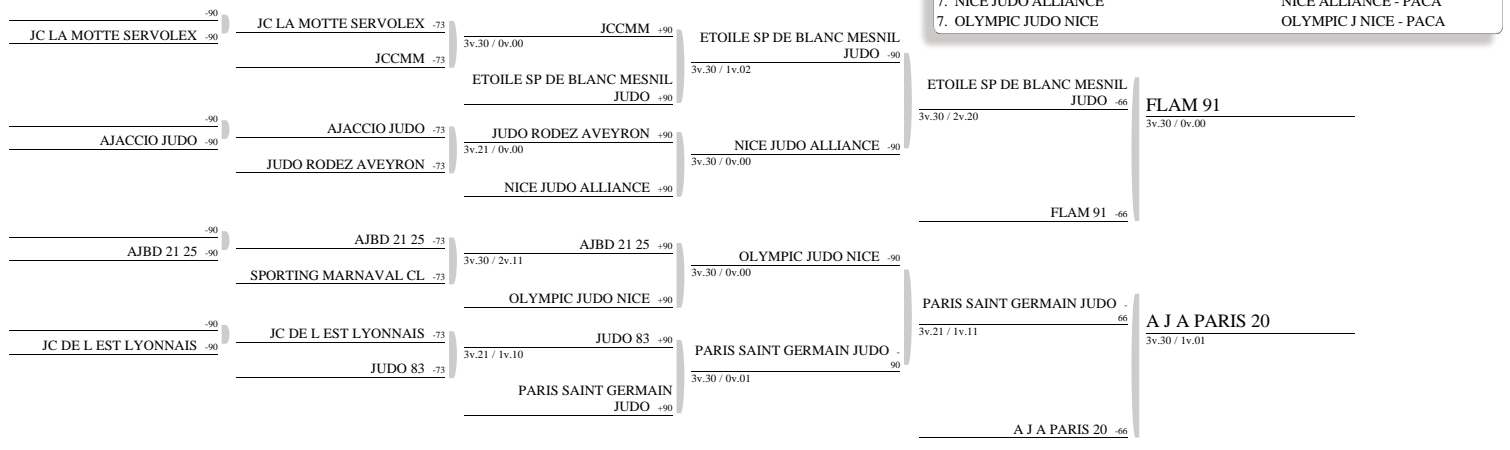 7. NICE JUDO ALLIANCE NICE ALLIANCE - PACA
7. OLYMPIC JUDO NICE OLYMPIC J NICE - PACA
-90
JC LA MOTTE SERVOLEX -90
-90
AJACCIO JUDO -90
-90
AJBD 21 25 -90
-90
JC DE L EST LYONNAIS -90
JC LA MOTTE SERVOLEX -73
JCCMM -73
AJACCIO JUDO -73
JUDO RODEZ AVEYRON -73
AJBD 21 25 -73
SPORTING MARNAVAL CL -73
JC DE L EST LYONNAIS -73
JUDO 83 -73
JCCMM +90
3v.30 / 0v.00
ETOILE SP DE BLANC MESNIL
JUDO +90
JUDO RODEZ AVEYRON +90
3v.21 / 0v.00
NICE JUDO ALLIANCE +90
AJBD 21 25 +90
3v.30 / 2v.11
OLYMPIC JUDO NICE +90
JUDO 83 +90
3v.21 / 1v.10
PARIS SAINT GERMAIN
JUDO +90
ETOILE SP DE BLANC MESNIL
JUDO -90
3v.30 / 1v.02
NICE JUDO ALLIANCE -90
3v.30 / 0v.00
OLYMPIC JUDO NICE -90
3v.30 / 0v.00
PARIS SAINT GERMAIN JUDO -
90
3v.30 / 0v.01
ETOILE SP DE BLANC MESNIL
JUDO -66
3v.30 / 2v.20
FLAM 91 -66
PARIS SAINT GERMAIN JUDO -
66
3v.21 / 1v.11
A J A PARIS 20 -66
FLAM 91
3v.30 / 0v.00
A J A PARIS 20
3v.30 / 1v.01